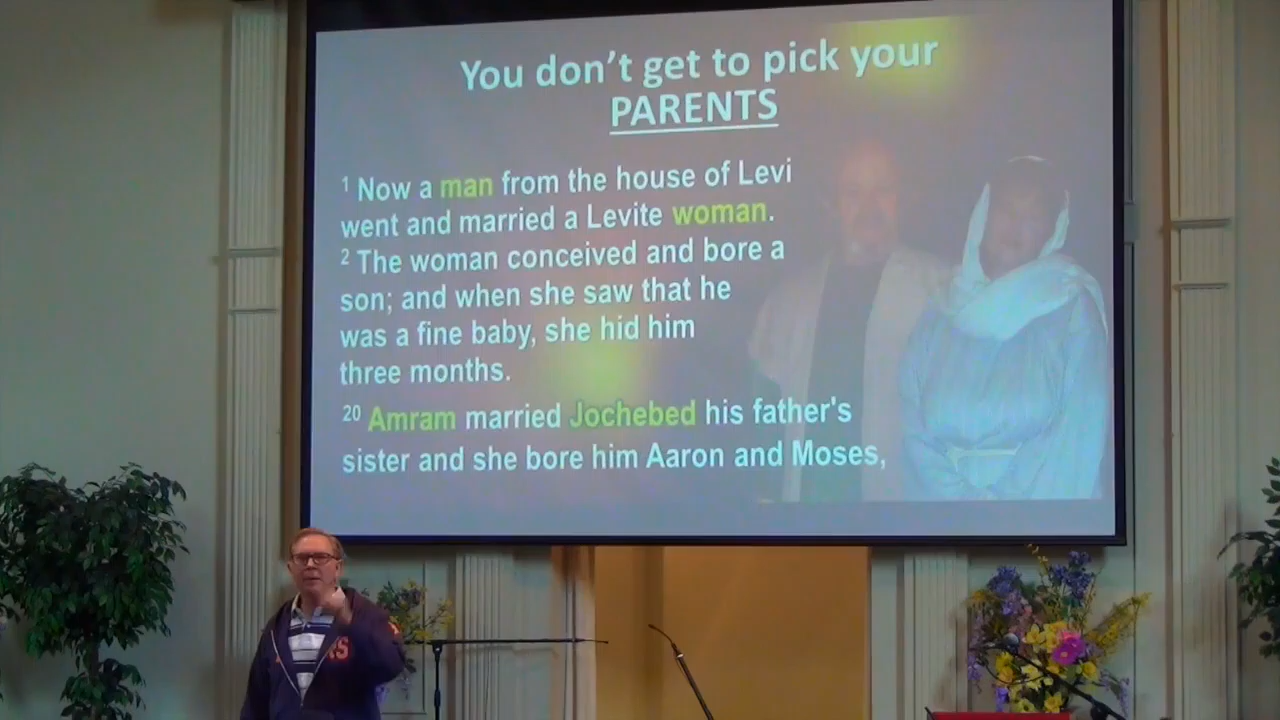 You don't get to pick your
PARENTS
1 Now a man from the house of Levi
went and married a Levite woman.
2 The woman conceived and bore a
son; and when she saw that he
was a fine baby, she hid him
three months.
20 Amram married Jochebed his father's
sister and she bore him Aaron and Moses,